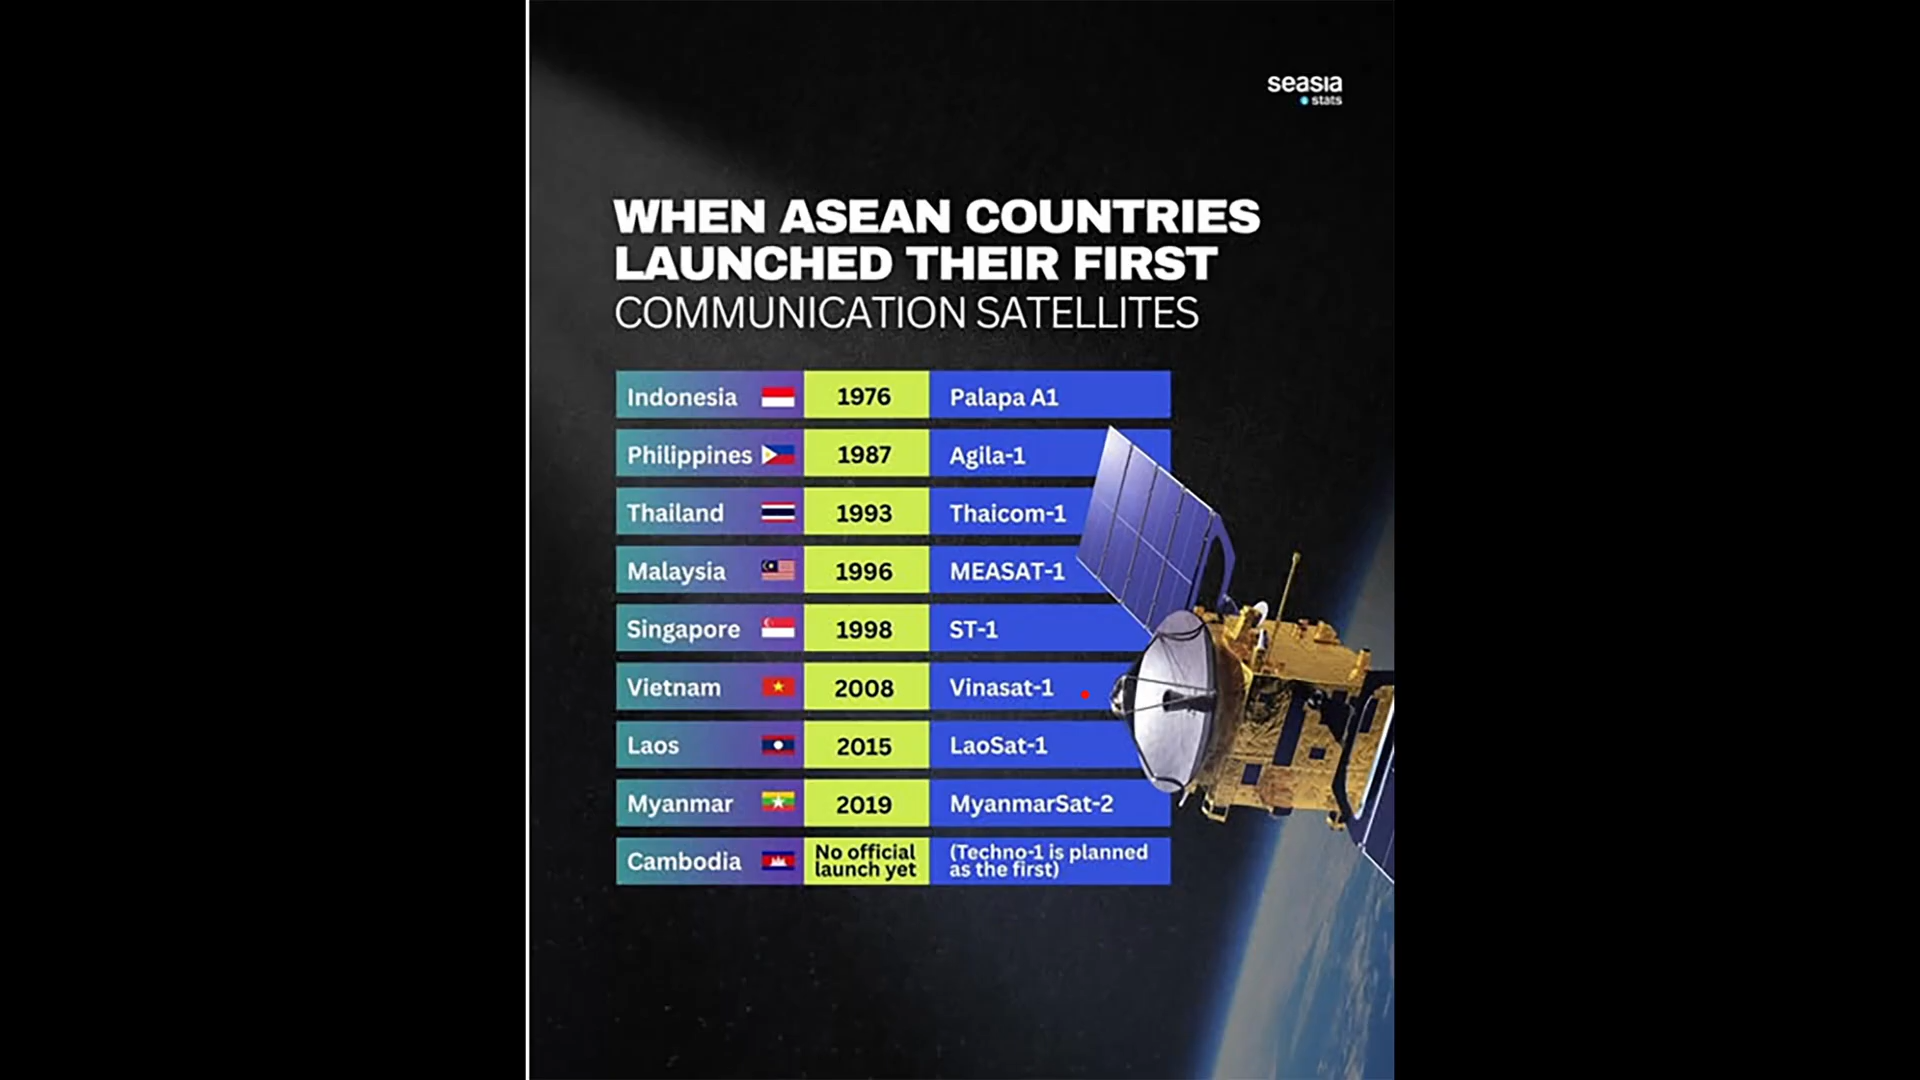 seasia
stats
WHEN ASEAN COUNTRIES
LAUNCHED THEIR FIRST
COMMUNICATION SATELLITES
Indonesia 1976 Palapa A1
Philippines 1987 Agila-1
Thailand 1993 Thaicom-1
Malaysia 1996 MEASAT-1
Singapore 1998 ST-1
Vietnam 2008 Vinasat-1
Laos 2015 LaoSat-1
Myanmar 2019 MyanmarSat-2
Cambodia No official launch yet (Techno-1 is planned as the first)